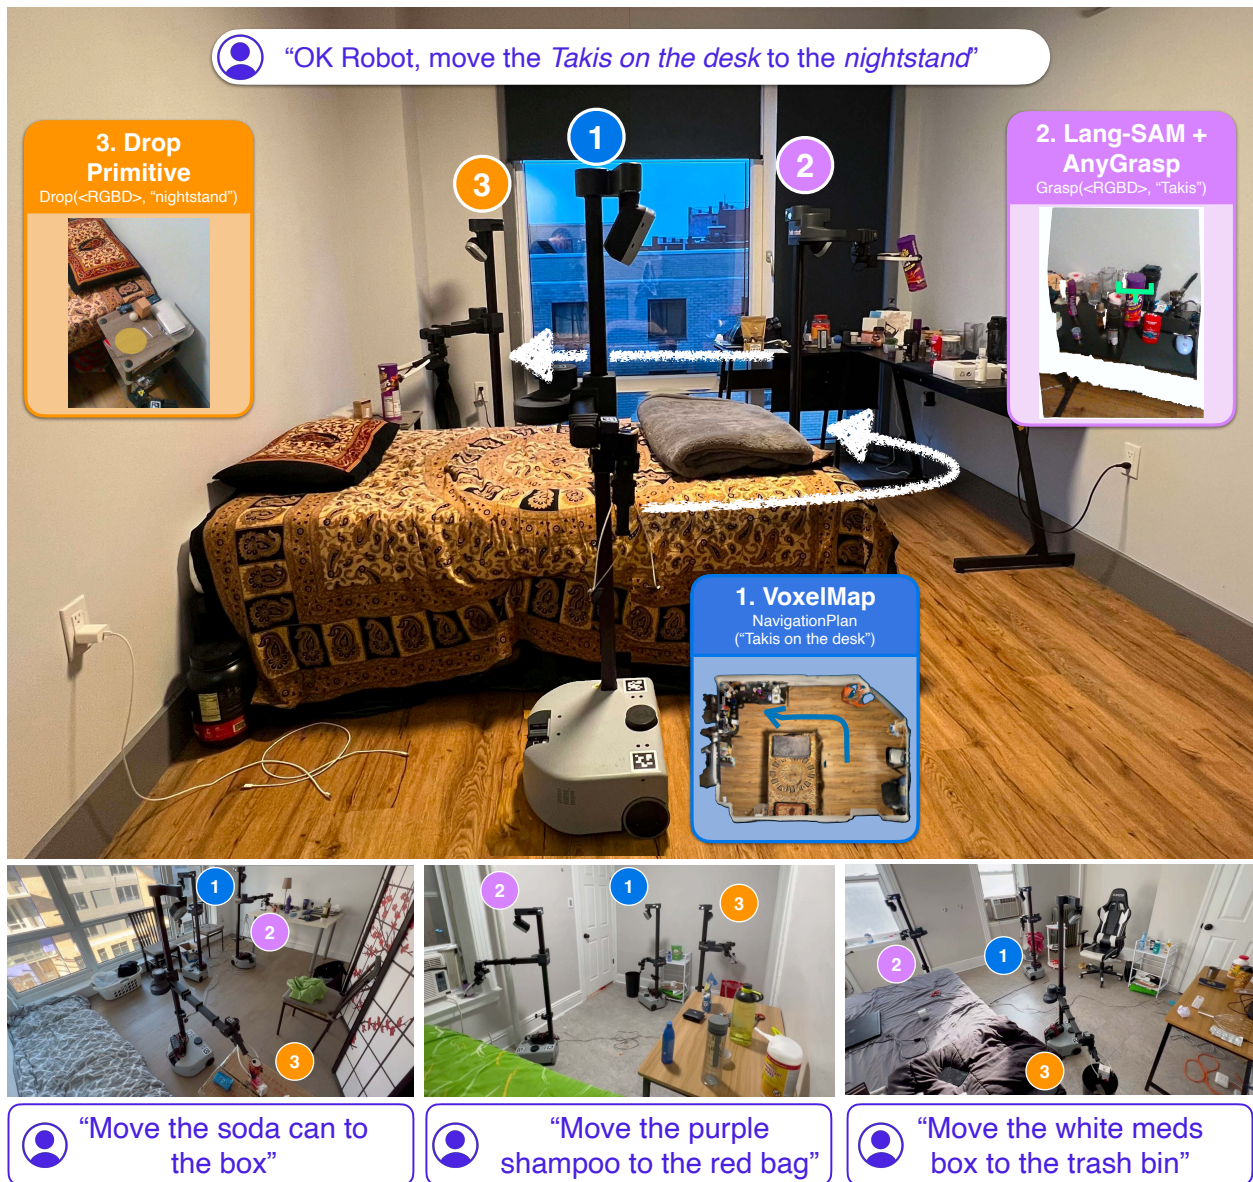 “OK Robot, move the Takis on the desk to the nightstand”
3. Drop
Primitive
Drop(<RGBD>, “nightstand”)
1
2
3
2. Lang-SAM +
AnyGrasp
Grasp(<RGBD>, “Takis”)
1. VoxelMap
NavigationPlan
(“Takis on the desk”)
1
2
3
“Move the soda can to
the box”
2
1
3
“Move the purple
shampoo to the red bag”
2
1
3
“Move the white meds
box to the trash bin”